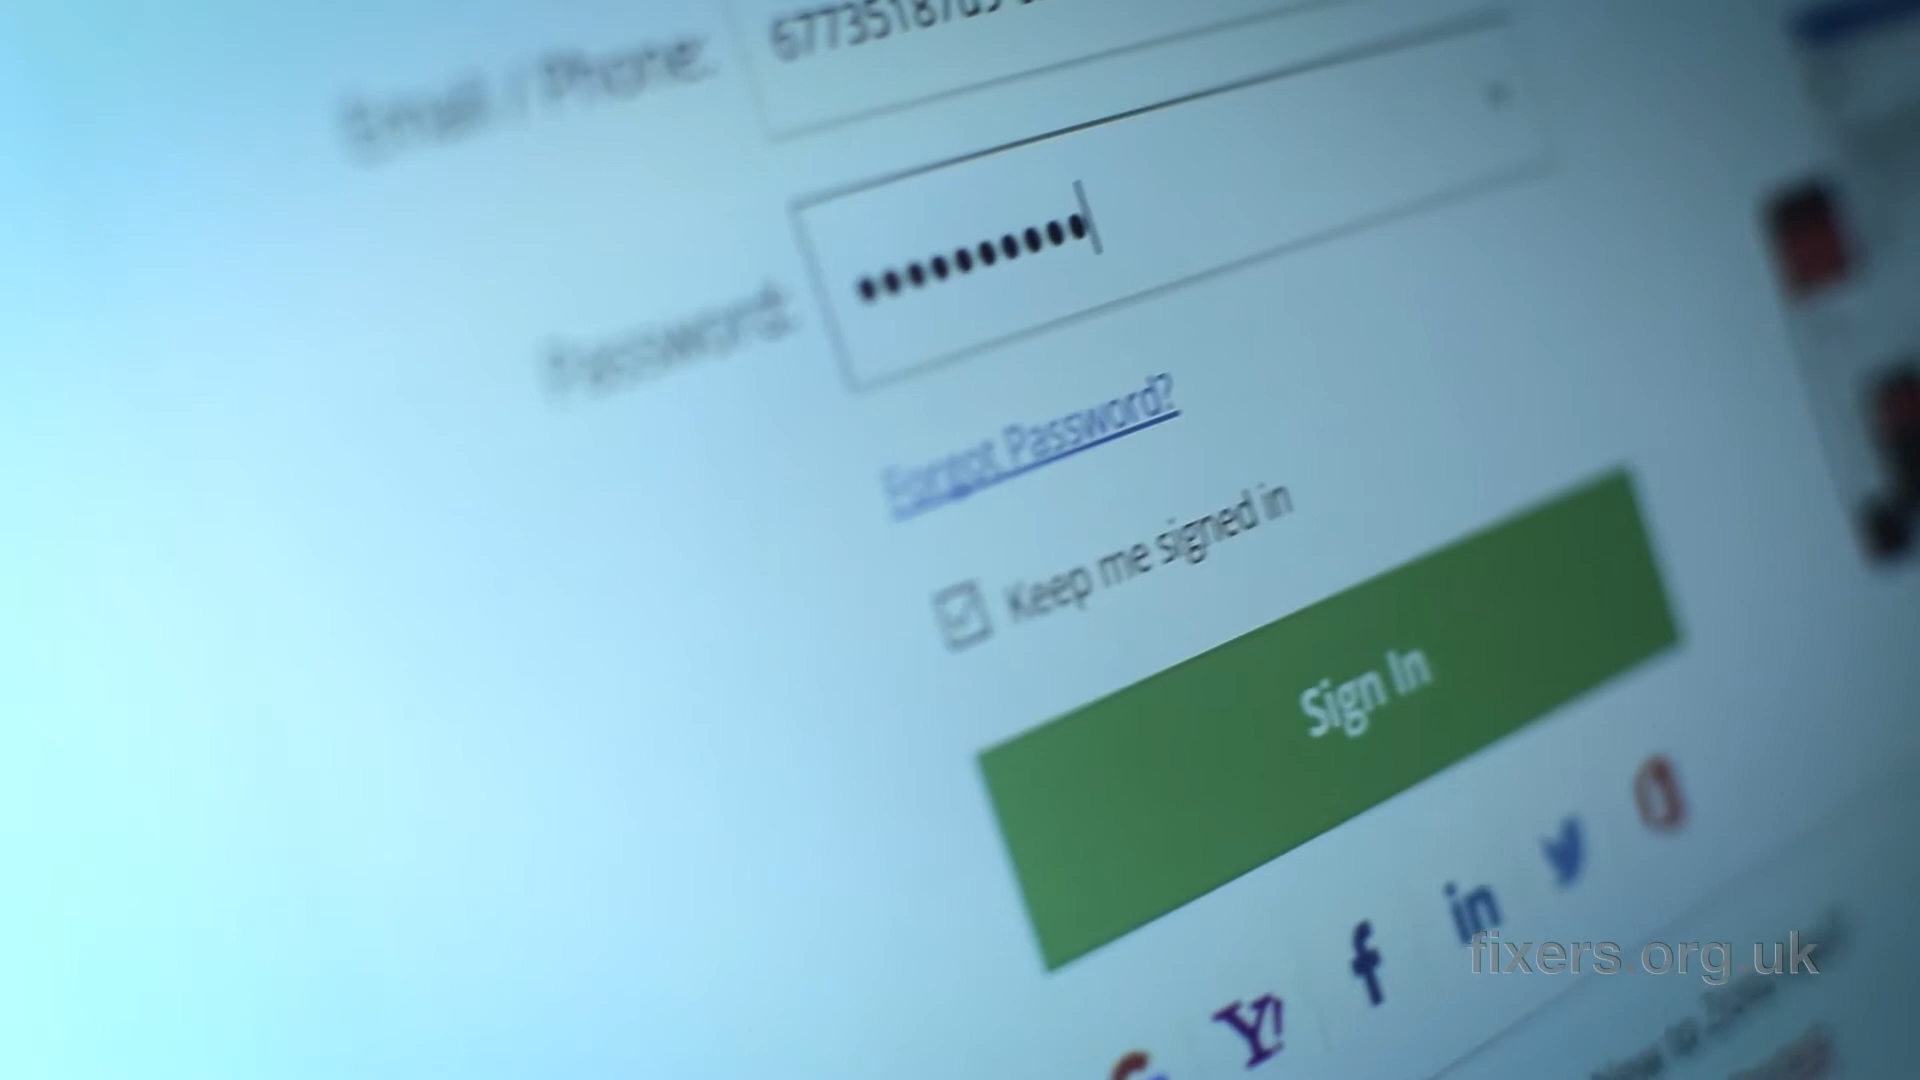 Email / Phone:
Password:
Forgot Password?
Keep me signed in
Sign In
Y!
f
in
fixers.org.uk